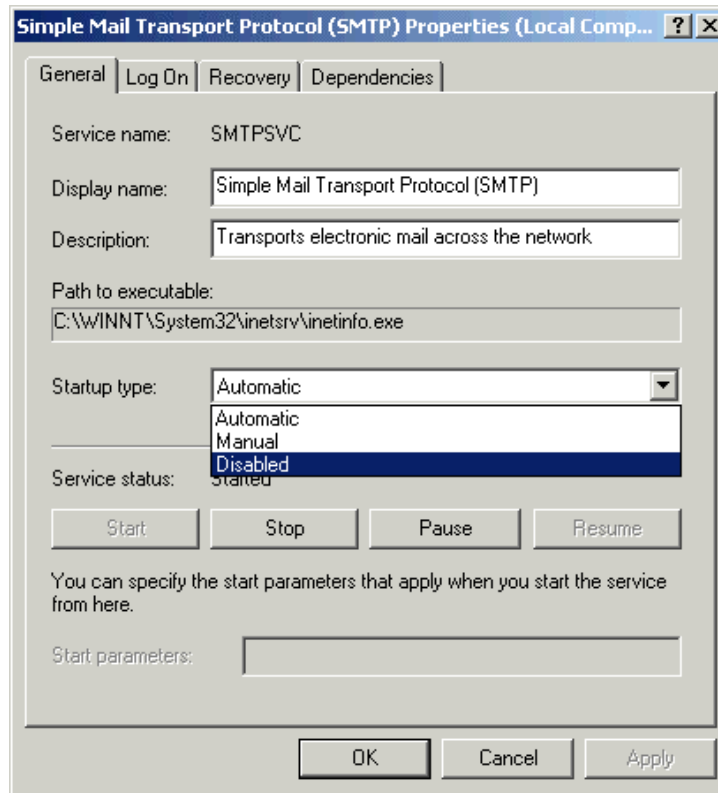 Simple Mail Transport Protocol (SMTP) Properties (Local Comp... ? X
General Log On Recovery Dependencies
Service name: SMTPSVC
Display name: Simple Mail Transport Protocol (SMTP)
Description: Transports electronic mail across the network
Path to executable:
C:\WINNT\System32\inetsrv\inetinfo.exe
Startup type: Automatic
Automatic
Manual
Disabled
Service status: Started
Start Stop Pause Resume
You can specify the start parameters that apply when you start the service
from here.
Start parameters:
OK Cancel Apply